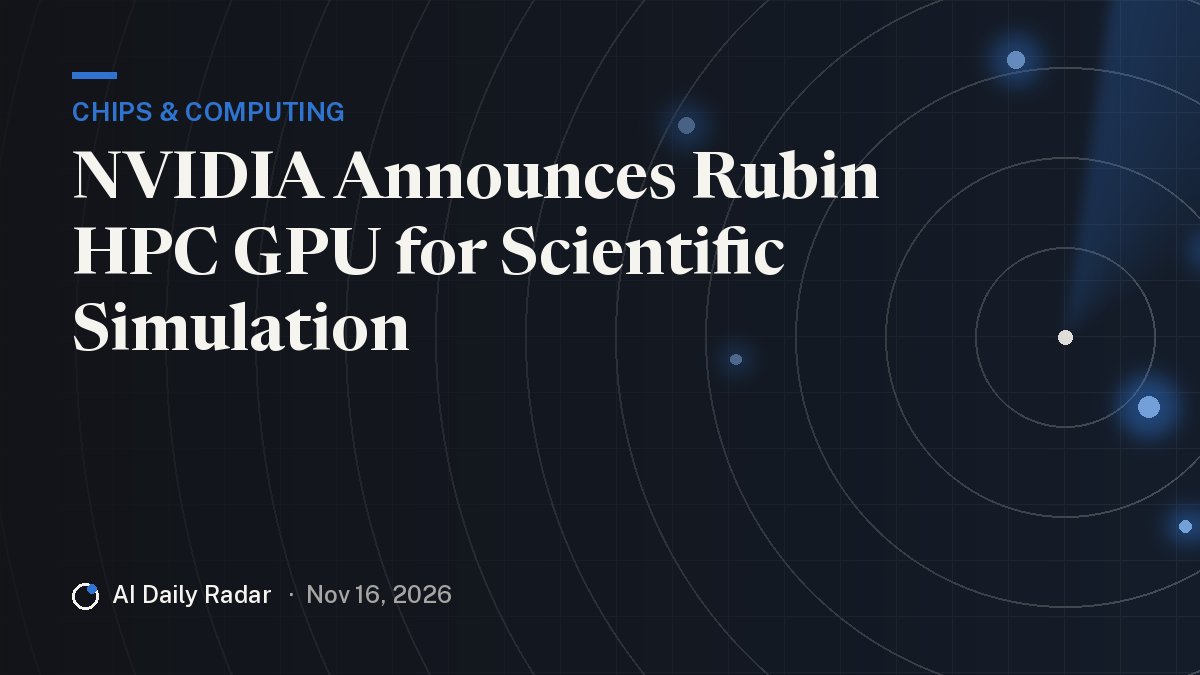 CHIPS & COMPUTING
NVIDIA Announces Rubin
HPC GPU for Scientific
Simulation
AI Daily Radar · Nov 16, 2026